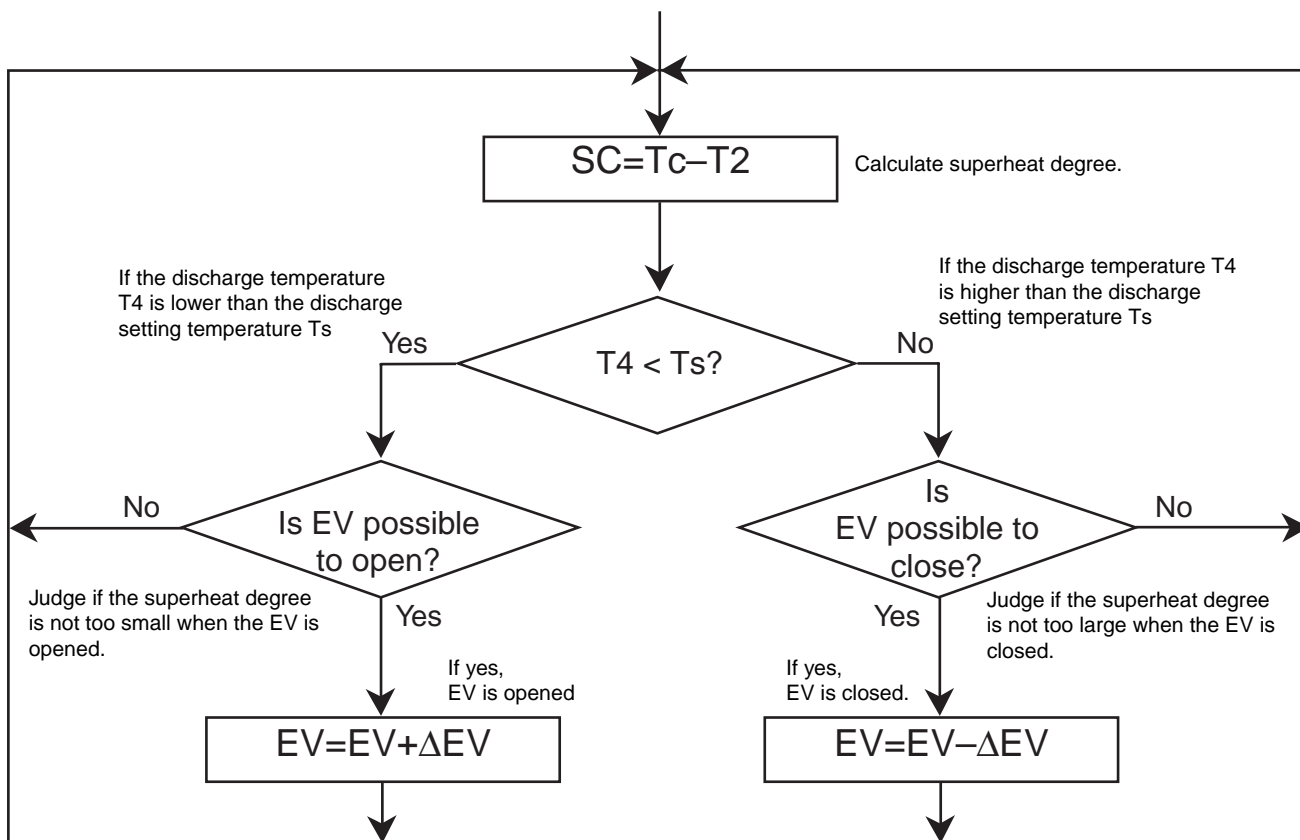 SC=Tc–T2
Calculate superheat degree.
If the discharge temperature
T4 is lower than the discharge
setting temperature Ts
If the discharge temperature T4
is higher than the discharge
setting temperature Ts
Yes
T4 < Ts?
No
No
Is EV possible
to open?
Is
EV possible to
close?
No
Judge if the superheat degree
is not too small when the EV is
opened.
Yes
Yes
Judge if the superheat degree
is not too large when the EV is
closed.
If yes,
EV is opened
If yes,
EV is closed.
EV=EV+ΔEV
EV=EV–ΔEV